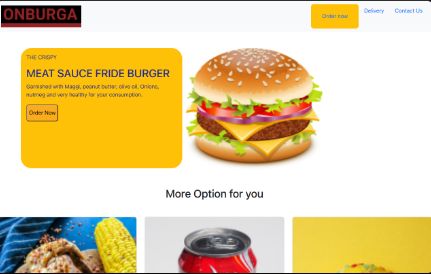 ONBURGA
Order now
Delivery
Contact Us
THE CRISPY
MEAT SAUCE FRIDE BURGER
Garnished with Maggi, peanut butter, olive oil, Onions,
nutmeg and very healthy for your consumption.
Order Now
More Option for you